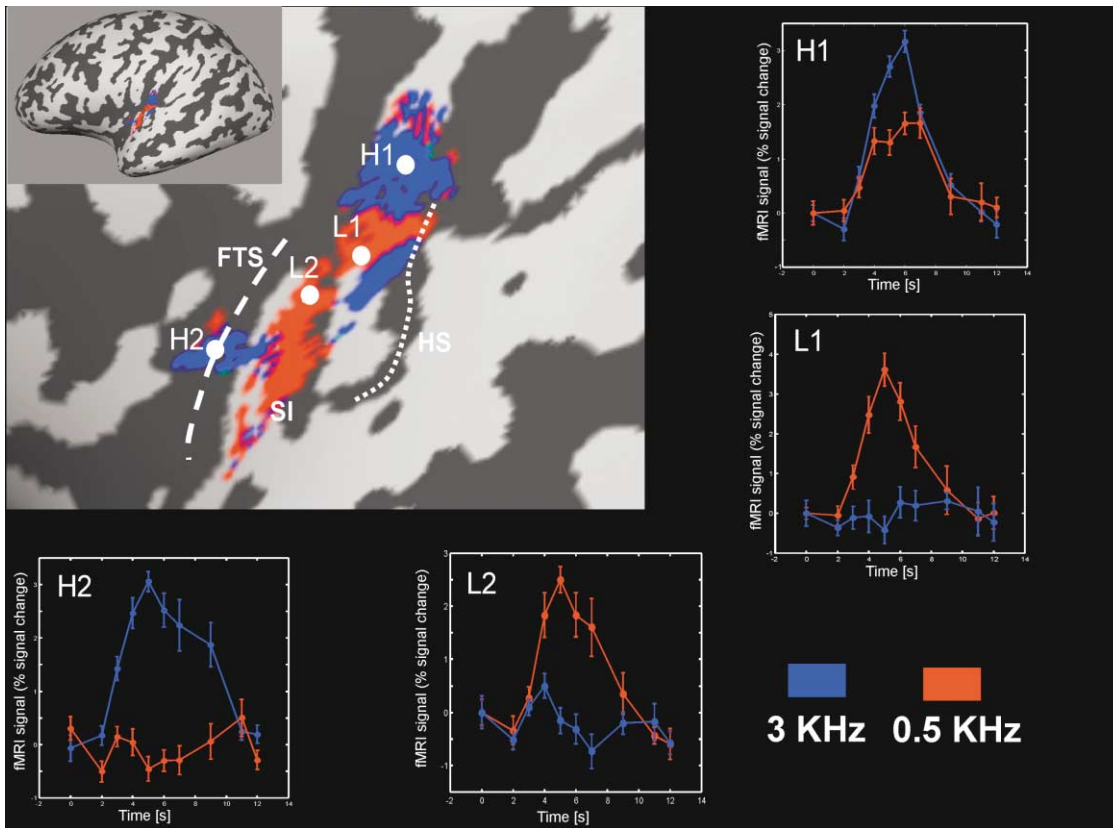 H1
L1
L2
FTS
H2
HS
SI
H1
fMRI signal (% signal change)
3
2
1
0
-1
-2 0 2 4 6 8 10 12 14
Time [s]
L1
fMRI signal (% signal change)
5
4
3
2
1
0
-1
-2 0 2 4 6 8 10 12 14
Time [s]
H2
fMRI signal (% signal change)
3
2
1
0
-2 0 2 4 6 8 10 12 14
Time [s]
L2
fMRI signal (% signal change)
3
2
1
0
-1
-2 0 2 4 6 8 10 12 14
Time [s]
3 KHz 0.5 KHz